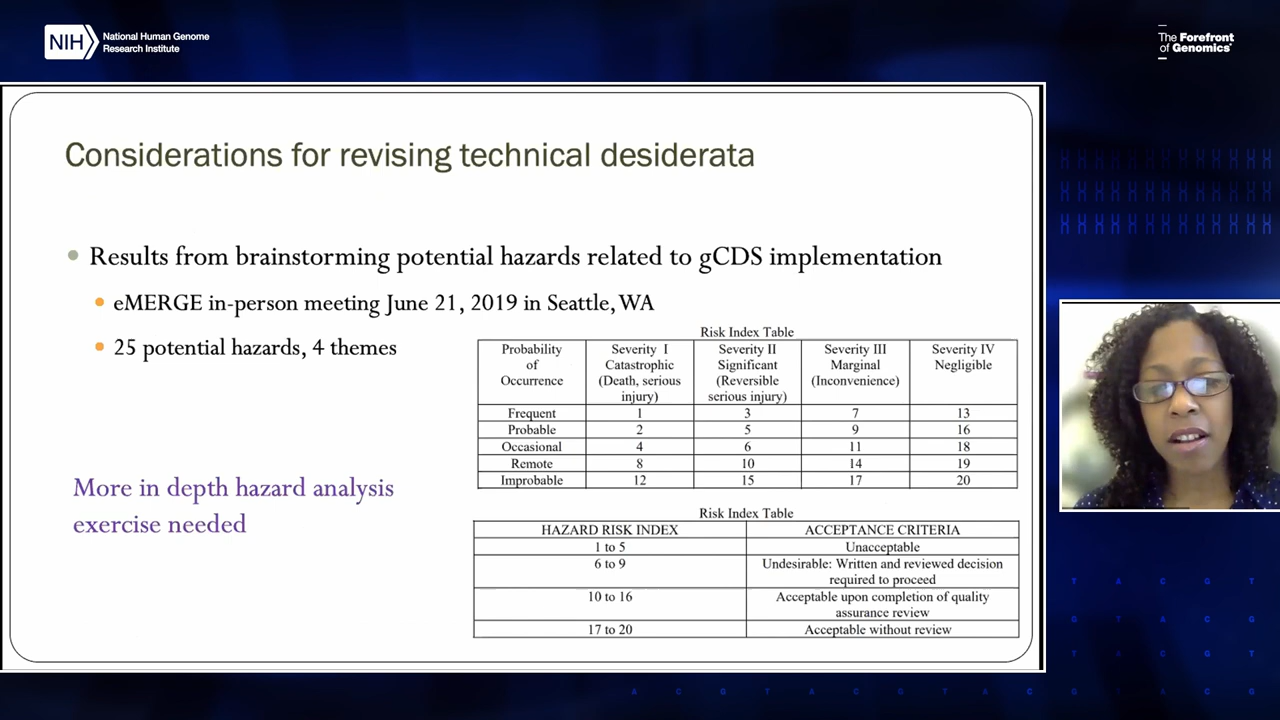 NIH
National Human Genome
Research Institute
The Forefront
of Genomics
Considerations for revising technical desiderata
Results from brainstorming potential hazards related to gCDS implementation
eMERGE in-person meeting June 21, 2019 in Seattle, WA
25 potential hazards, 4 themes
More in depth hazard analysis
exercise needed
Risk Index Table
Probability of Occurrence | Severity I Catastrophic (Death, serious injury) | Severity II Significant (Reversible serious injury) | Severity III Marginal (Inconvenience) | Severity IV Negligible
Frequent | 1 | 3 | 7 | 13
Probable | 2 | 5 | 9 | 16
Occasional | 4 | 6 | 11 | 18
Remote | 8 | 10 | 14 | 19
Improbable | 12 | 15 | 17 | 20
Risk Index Table
HAZARD RISK INDEX | ACCEPTANCE CRITERIA
1 to 5 | Unacceptable
6 to 9 | Undesirable: Written and reviewed decision required to proceed
10 to 16 | Acceptable upon completion of quality assurance review
17 to 20 | Acceptable without review